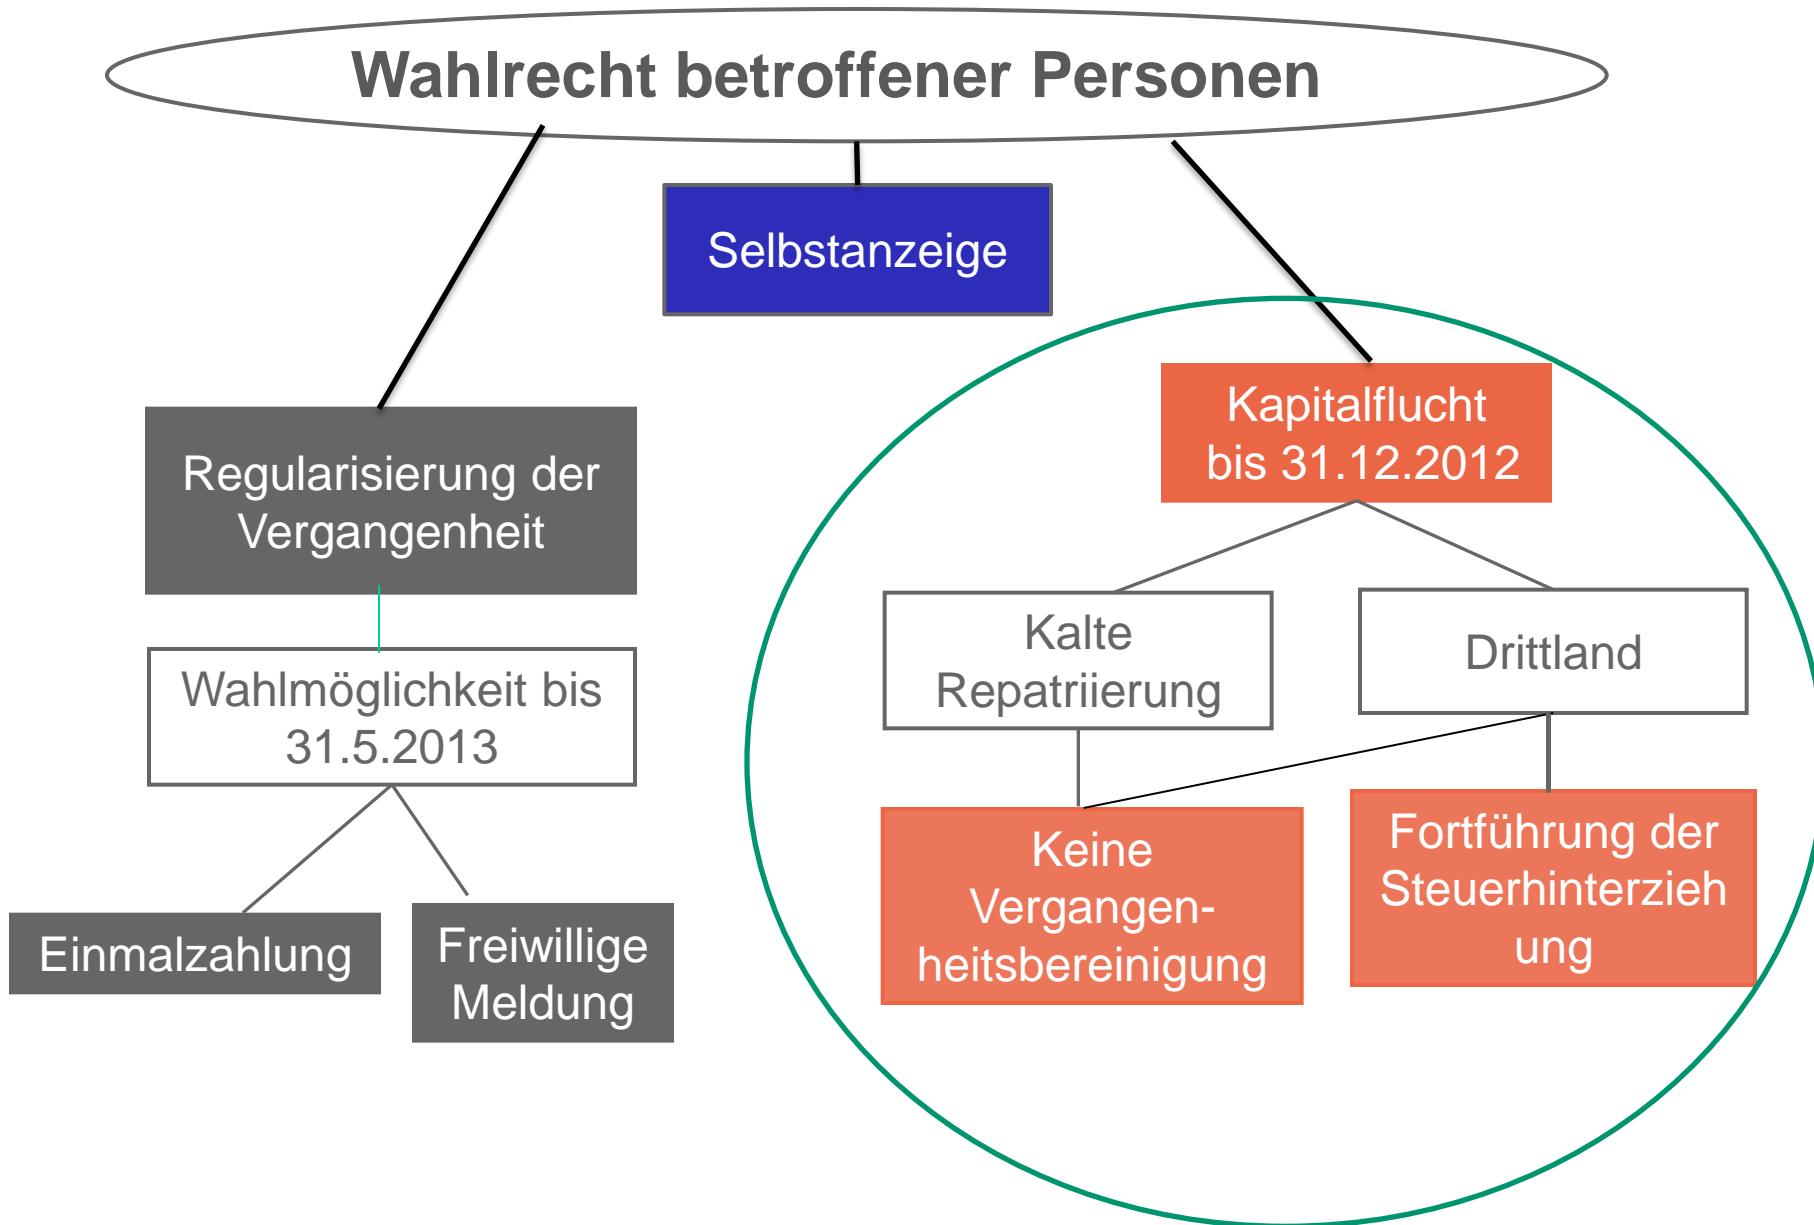 Wahlrecht betroffener Personen
Selbstanzeige
Regularisierung der
Vergangenheit
Wahlmöglichkeit bis
31.5.2013
Einmalzahlung
Freiwillige
Meldung
Kapitalflucht
bis 31.12.2012
Kalte
Repatriierung
Drittland
Keine
Vergangen-
heitsbereinigung
Fortführung der
Steuerhinterzieh
ung